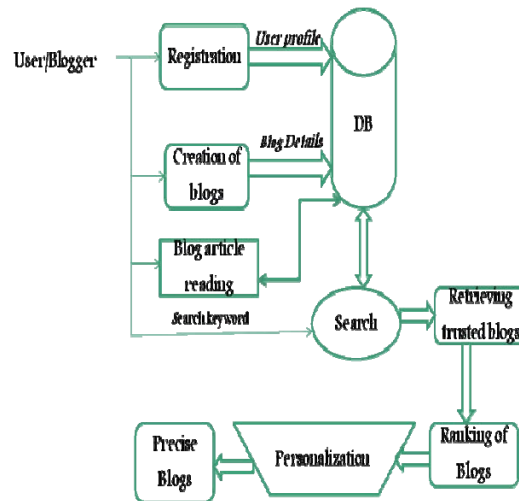 User/Blogger
Registration
User profile
DB
Creation of
blogs
Blog Details
Blog article
reading
Search keyword
Search
Retrieving
trusted blogs
Ranking of
Blogs
Personalization
Precise
Blogs